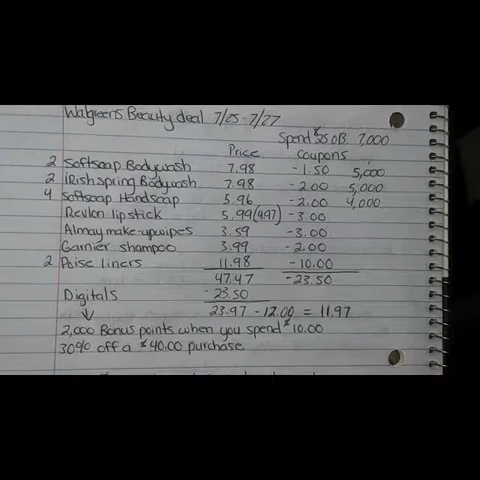 Walgreens Beauty deal 7/25-7/27
Spend $25 OB. 7,000
Price Coupons
2 Softsoap Bodywash 7.98 -1.50 5,000
2 iRishspring Bodywash 7.98 -2.00 5,000
4 Softsoap Handsoap 5.96 -2.00 4,000
Revlon lipstick 5.99(4.97) -3.00
Almay make-upwipes 3.59 -3.00
Garnier shampoo 3.99 -2.00
2 Poise liners 11.98 -10.00
47.47 -23.50
Digitals -23.50
23.97 - 12.00 = 11.97
2,000 Bonus points when you spend $10.00
30% off a $40.00 purchase